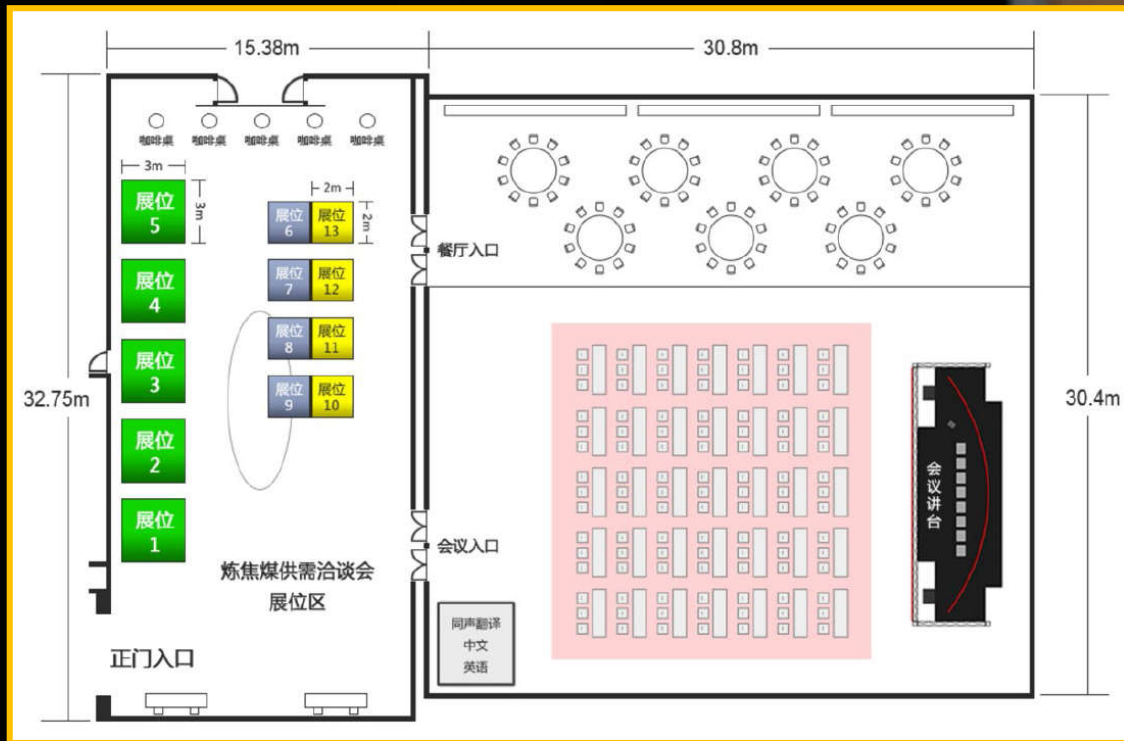 15.38m
30.8m
咖啡桌 咖啡桌 咖啡桌 咖啡桌 咖啡桌
3m
展位
5
3m
2m
展位
6
展位
13
2m
餐厅入口
展位
4
展位
7
展位
12
展位
3
展位
8
展位
11
32.75m
30.4m
展位
9
展位
10
展位
2
会议讲台
展位
1
会议入口
炼焦煤供需洽谈会
展位区
同声翻译
中文
英语
正门入口